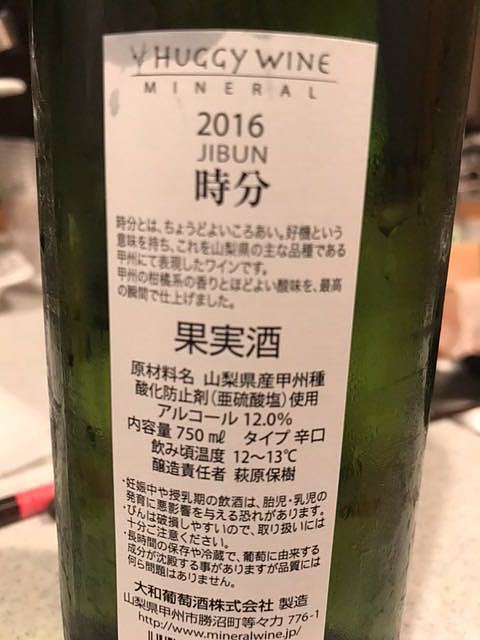 HUGGY WINE
MINERAL
2016
JIBUN
時分
時分とは、ちょうどよいころあい。好機という
意味を持ち、これを山梨県の主な品種である
甲州にて表現したワインです。
甲州の柑橘系の香りとほどよい酸味を、最高
の瞬間で仕上げました。
果実酒
原材料名 山梨県産甲州種
酸化防止剤（亜硫酸塩）使用
アルコール 12.0%
内容量 750㎖ タイプ 辛口
飲み頃温度 12～13℃
醸造責任者 萩原保樹
・妊娠中や授乳期の飲酒は、胎児・乳児の
発育に悪影響を与える恐れがあります。
・びんは破損しやすいので、取り扱いには
十分ご注意ください。
・長時間の保存や冷蔵で、葡萄に由来する
成分が沈殿する事がありますが品質には
何ら問題はありません。
大和葡萄酒株式会社 製造
山梨県甲州市勝沼町等々力 776-1
http://www.mineralwine.jp/